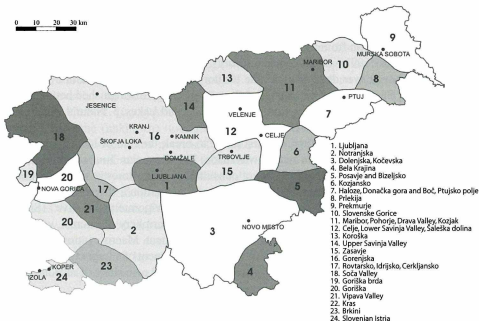 0 10 20 30 km
9
MURSKA SOBOTA
10
MARIBOR
13
11
8
JESENICE
14
PTUJ
7
VELENJE
18
KRANJ
16
KAMNIK
12
ŠKOFJA LOKA
CELJE
DOMŽALE
TRBOVLJE
6
19
20
LJUBLJANA
15
NOVA GORICA
17
1
5
21
20
2
3
NOVO MESTO
KOPER
23
4
IZOLA
24
1. Ljubljana
2. Notranjska
3. Dolenjska, Kočevska
4. Bela Krajina
5. Posavje and Bizeljsko
6. Kozjansko
7. Haloze, Donačka gora and Boč, Ptujsko polje
8. Prlekija
9. Prekmurje
10. Slovenske Gorice
11. Maribor, Pohorje, Drava Valley, Kozjak
12. Celje, Lower Savinja Valley, Šaleška dolina
13. Koroška
14. Upper Savinja Valley
15. Zasavje
16. Gorenjska
17. Rovtarsko, Idrijsko, Cerkljansko
18. Soča Valley
19. Goriška brda
20. Goriška
21. Vipava Valley
22. Kras
23. Brkini
24. Slovenian Istria